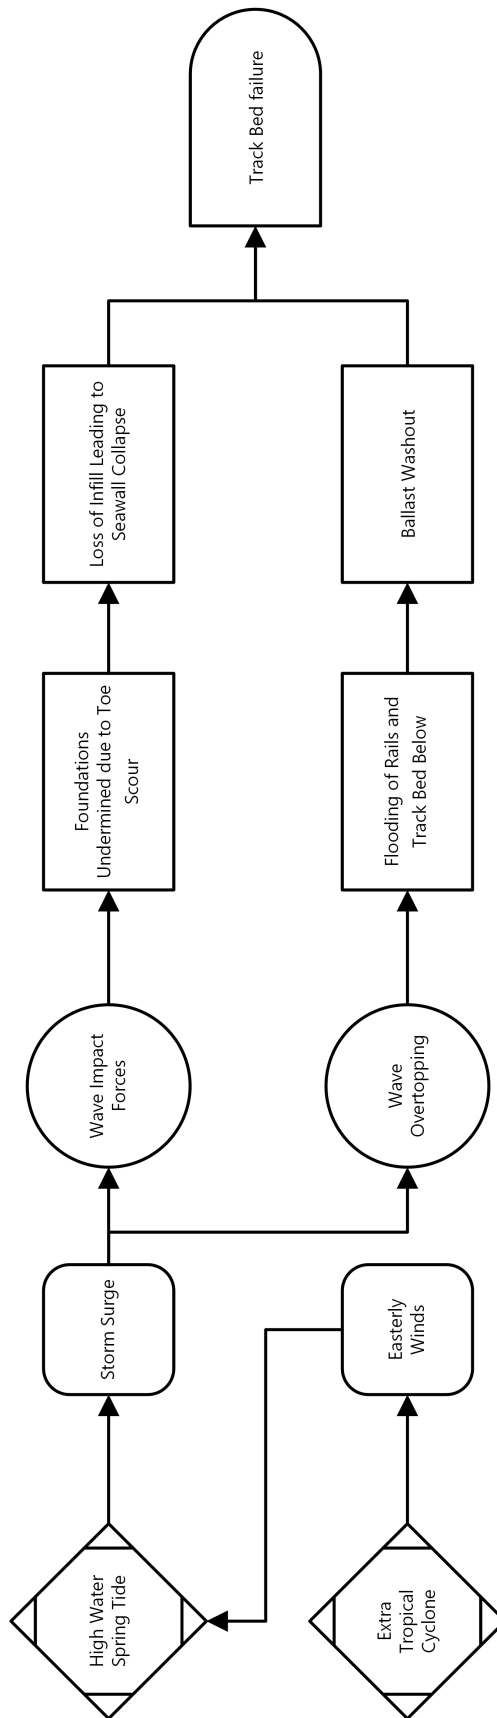 High Water
Spring Tide
Storm Surge
Wave Impact
Forces
Foundations
Undermined due to Toe
Scour
Loss of Infill Leading to
Seawall Collapse
Extra
Tropical
Cyclone
Easterly
Winds
Wave
Overtopping
Flooding of Rails and
Track Bed Below
Ballast Washout
Track Bed failure